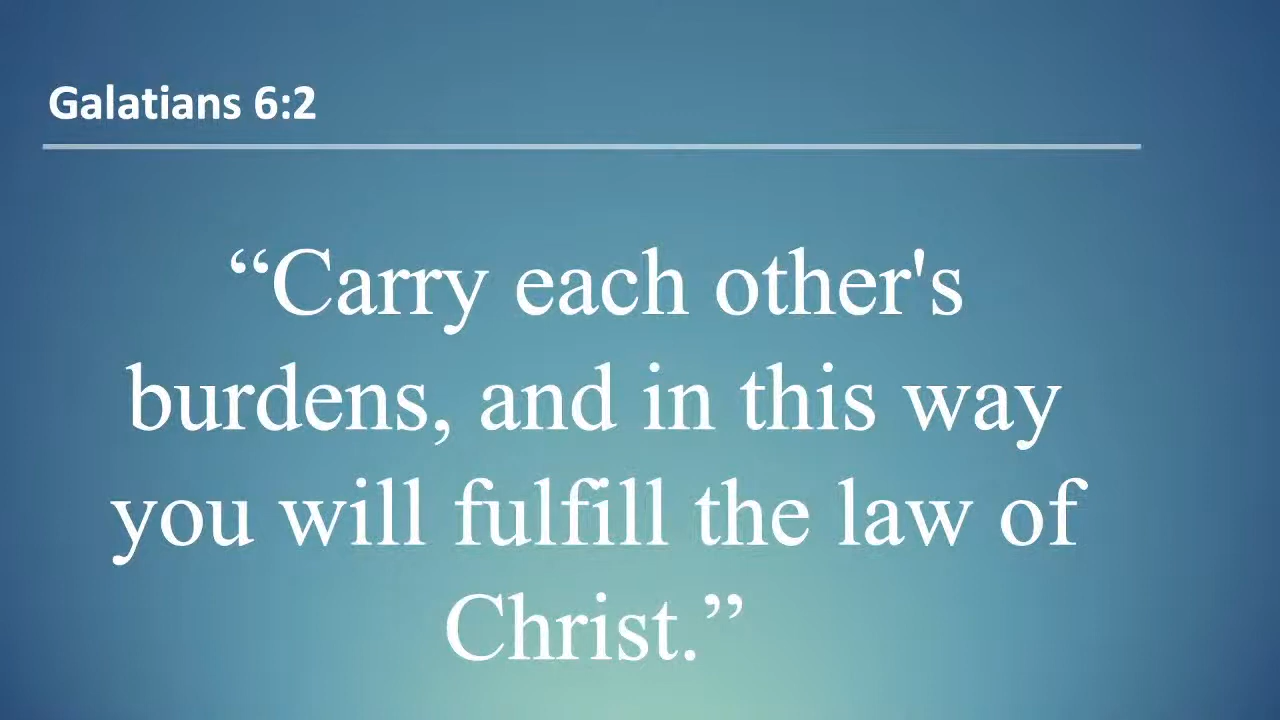 Galatians 6:2
“Carry each other's
burdens, and in this way
you will fulfill the law of
Christ.”